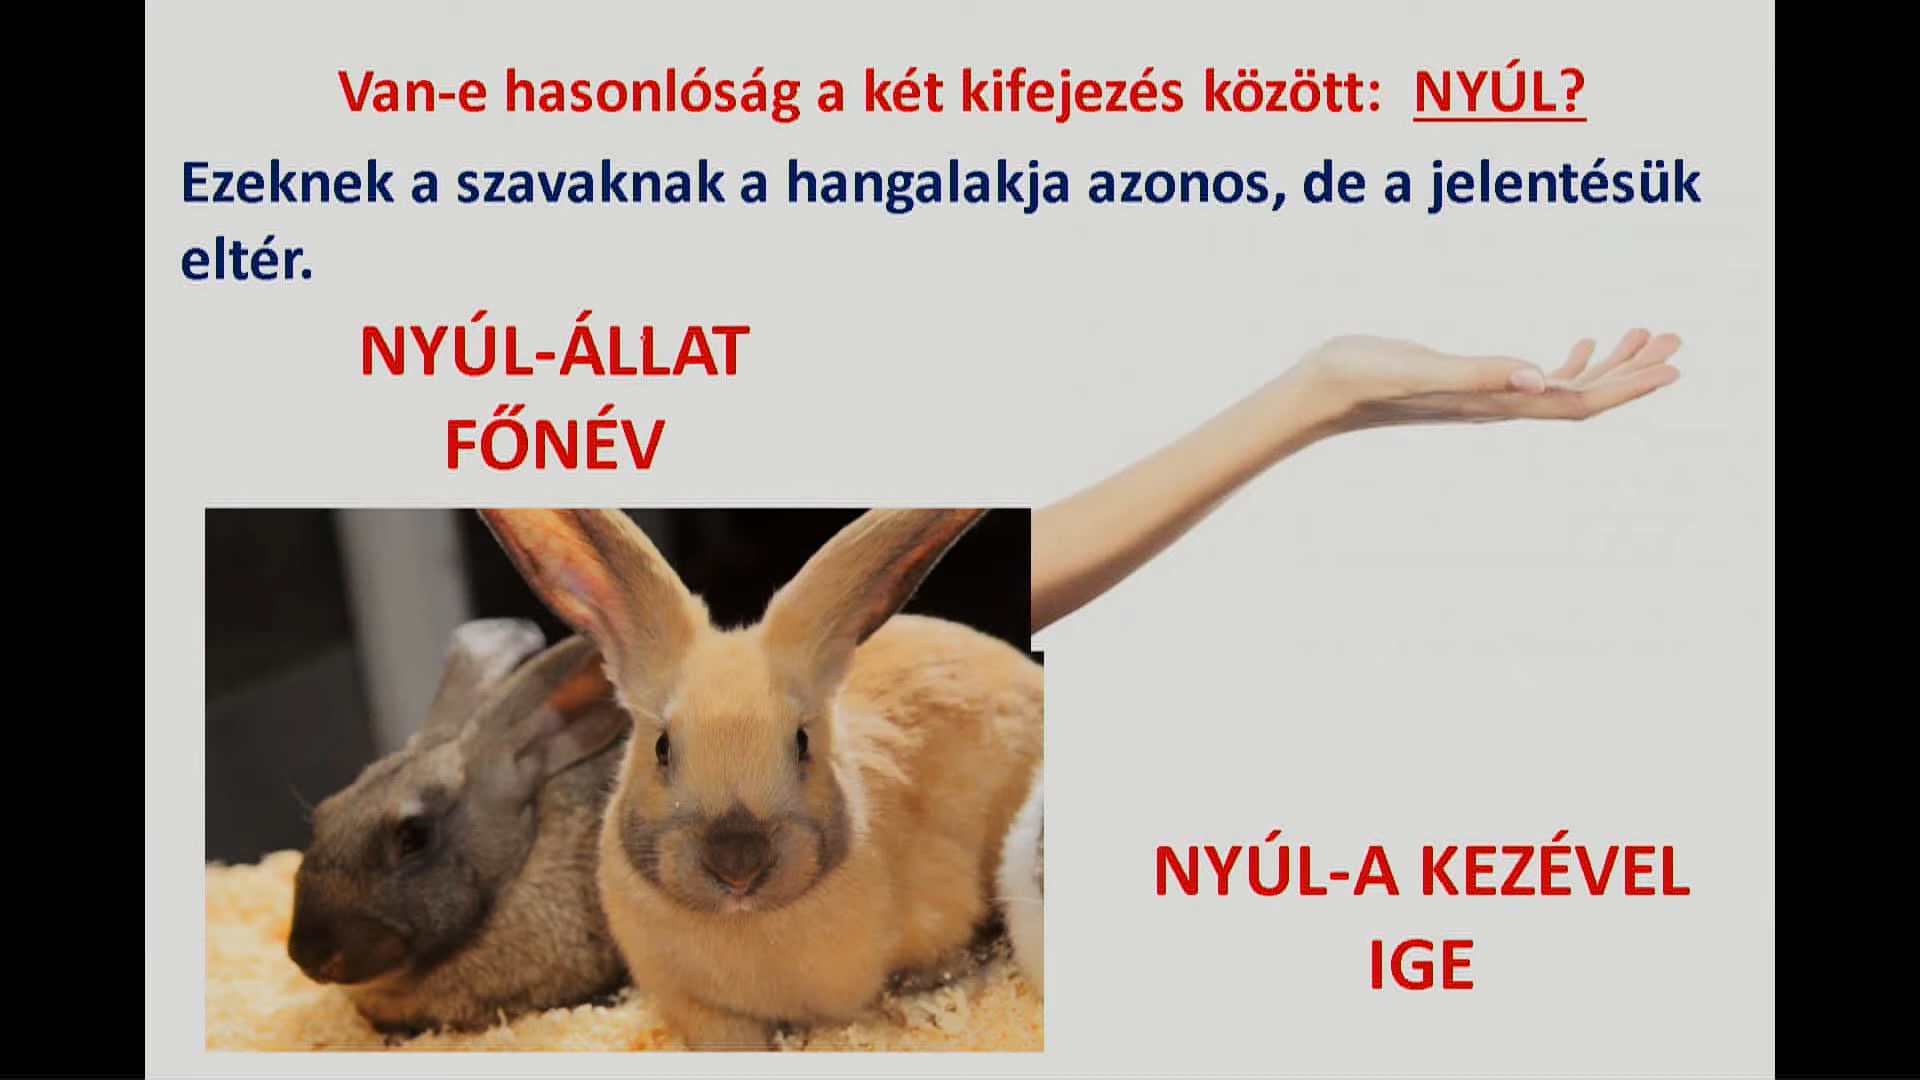 Van-e hasonlóság a két kifejezés között: NYÚL?
Ezeknek a szavaknak a hangalakja azonos, de a jelentésük
eltér.
NYÚL-ÁLLAT
FŐNÉV
NYÚL-A KEZÉVEL
IGE